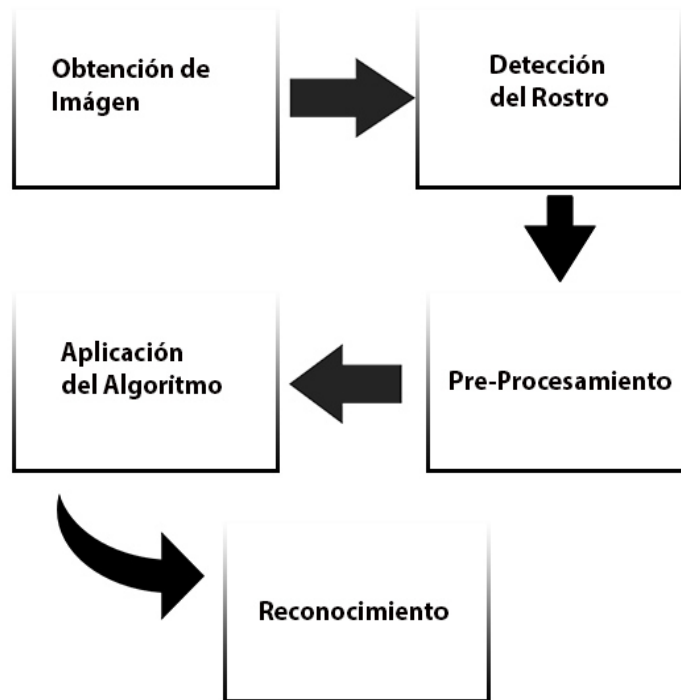 Obtención de
Imágen
Detección
del Rostro
Pre-Procesamiento
Aplicación
del Algoritmo
Reconocimiento